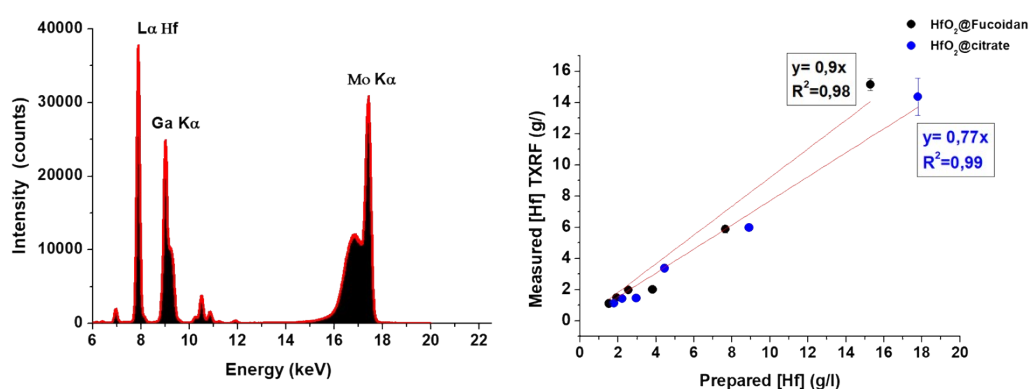 40000
30000
20000
10000
0
Intensity (counts)
Lα Hf
Ga Kα
Mo Kα
6 8 10 12 14 16 18 20 22
Energy (keV)
HfO2@Fucoidan
HfO2@citrate
16
14
12
10
8
6
4
2
0
Measured [Hf] TXRF (g/)
y= 0,9x
R²=0,98
y= 0,77x
R²=0,99
0 2 4 6 8 10 12 14 16 18 20
Prepared [Hf] (g/l)